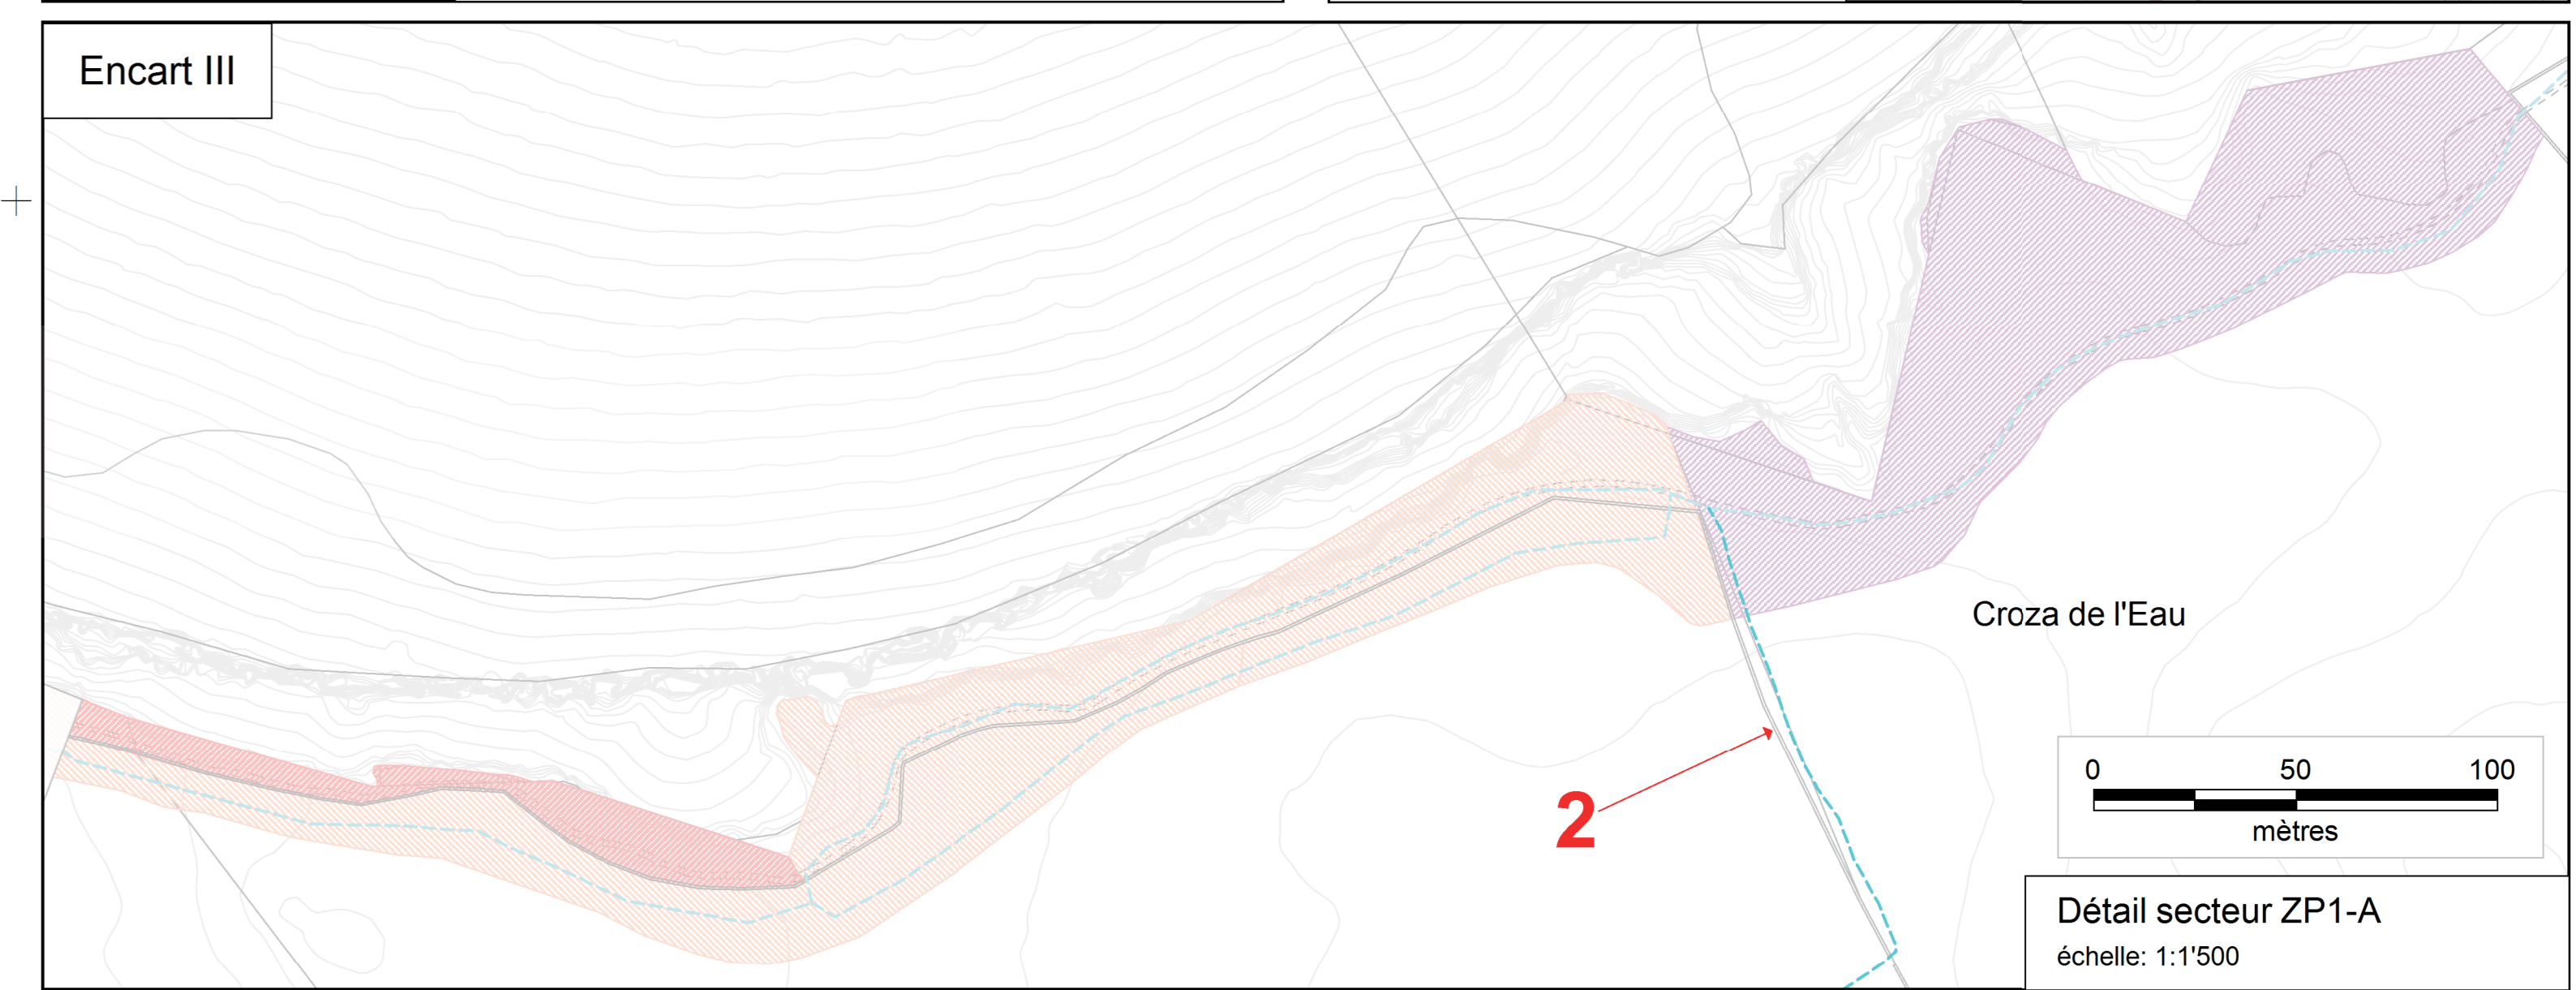 Encart III
Croza de l'Eau
2
0 50 100
mètres
Détail secteur ZP1-A
échelle: 1:1'500